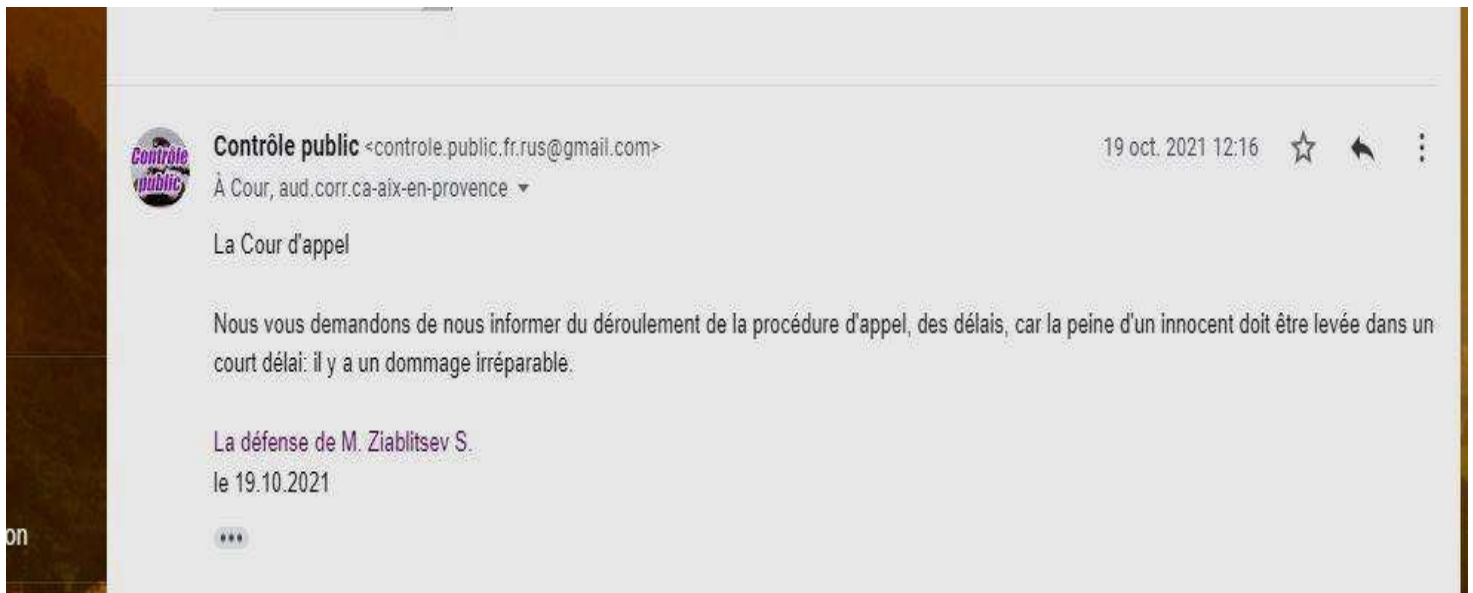 Contrôle public
Contrôle public <controle.public.fr.rus@gmail.com>
19 oct. 2021 12:16
À Cour, aud.corr.ca-aix-en-provence
La Cour d'appel
Nous vous demandons de nous informer du déroulement de la procédure d'appel, des délais, car la peine d'un innocent doit être levée dans un
court délai: il y a un dommage irréparable.
La défense de M. Ziablitsev S.
le 19.10.2021
on